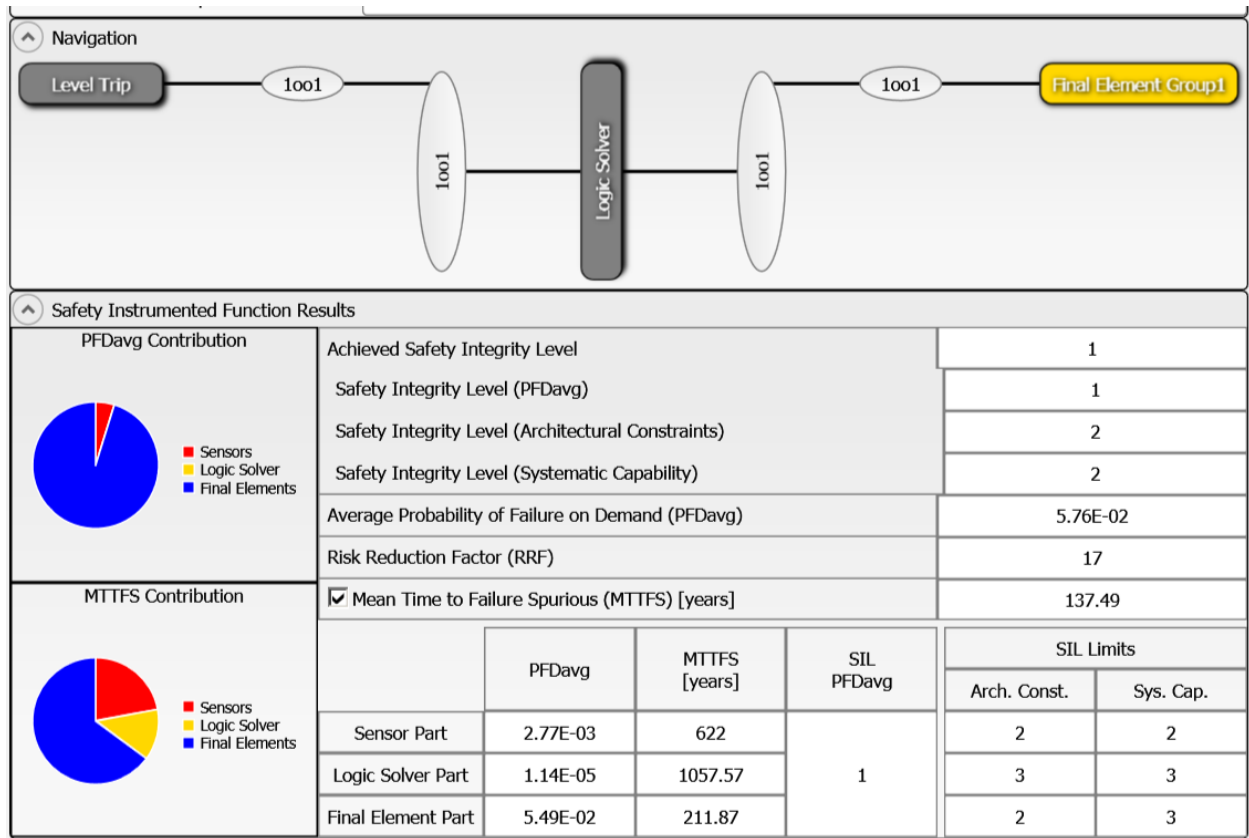 Navigation
Level Trip
1oo1
1oo1
Logic Solver
1oo1
1oo1
Final Element Group1
Safety Instrumented Function Results
PFDavg Contribution
Sensors
Logic Solver
Final Elements
MTTFS Contribution
Sensors
Logic Solver
Final Elements
Achieved Safety Integrity Level 1
Safety Integrity Level (PFDavg) 1
Safety Integrity Level (Architectural Constraints) 2
Safety Integrity Level (Systematic Capability) 2
Average Probability of Failure on Demand (PFDavg) 5.76E-02
Risk Reduction Factor (RRF) 17
Mean Time to Failure Spurious (MTTFS) [years] 137.49
PFDavg
MTTFS
[years]
SIL
PFDavg
SIL Limits
Arch. Const. Sys. Cap.
Sensor Part 2.77E-03 622 2 2
Logic Solver Part 1.14E-05 1057.57 1 3 3
Final Element Part 5.49E-02 211.87 2 3